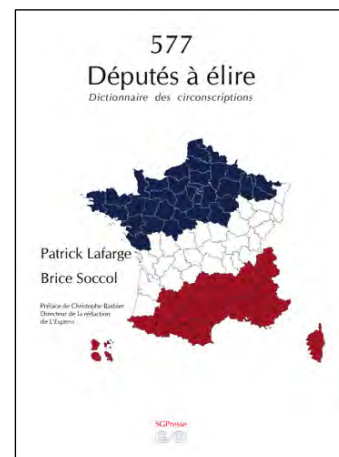 577
Députés à élire
Dictionnaire des circonscriptions
Patrick Lafarge
Brice Soccol
Préface de Christophe Barbier
Directeur de la rédaction
de L'Express
SGPresse